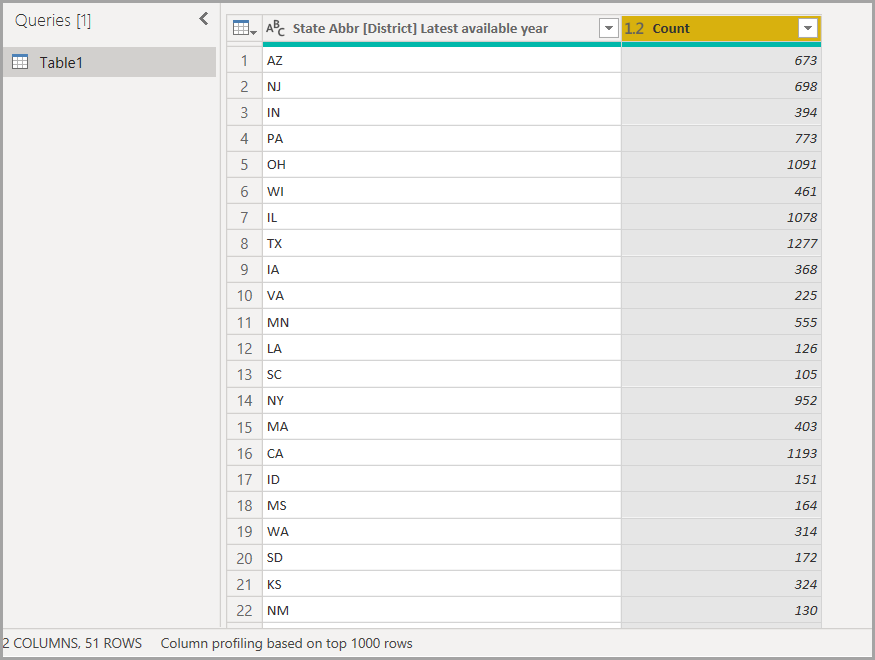 Queries [1]
Table1
ABC State Abbr [District] Latest available year 1.2 Count
1 AZ 673
2 NJ 698
3 IN 394
4 PA 773
5 OH 1091
6 WI 461
7 IL 1078
8 TX 1277
9 IA 368
10 VA 225
11 MN 555
12 LA 126
13 SC 105
14 NY 952
15 MA 403
16 CA 1193
17 ID 151
18 MS 164
19 WA 314
20 SD 172
21 KS 324
22 NM 130
2 COLUMNS, 51 ROWS Column profiling based on top 1000 rows